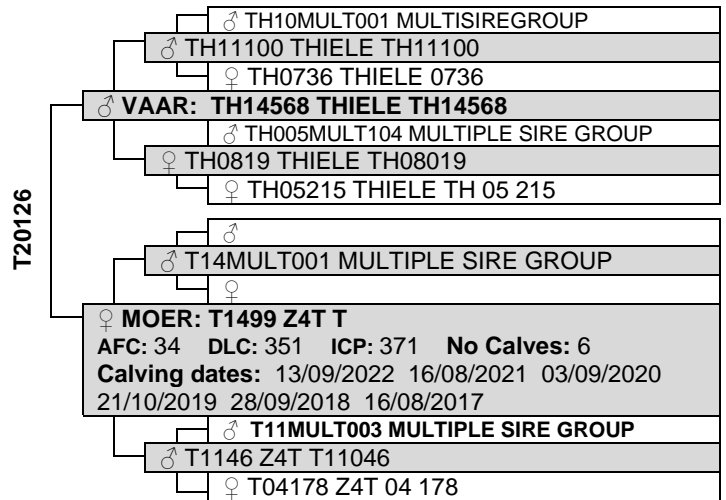 ♂ TH10MULT001 MULTISIREGROUP
♂ TH11100 THIELE TH11100
♀ TH0736 THIELE 0736
♂ VAAR: TH14568 THIELE TH14568
♂ TH005MULT104 MULTIPLE SIRE GROUP
♀ TH0819 THIELE TH08019
♀ TH05215 THIELE TH 05 215
T20126
♂
♂ T14MULT001 MULTIPLE SIRE GROUP
♀
♀ MOER: T1499 Z4T T
AFC: 34 DLC: 351 ICP: 371 No Calves: 6
Calving dates: 13/09/2022 16/08/2021 03/09/2020
21/10/2019 28/09/2018 16/08/2017
♂ T11MULT003 MULTIPLE SIRE GROUP
♂ T1146 Z4T T11046
♀ T04178 Z4T 04 178